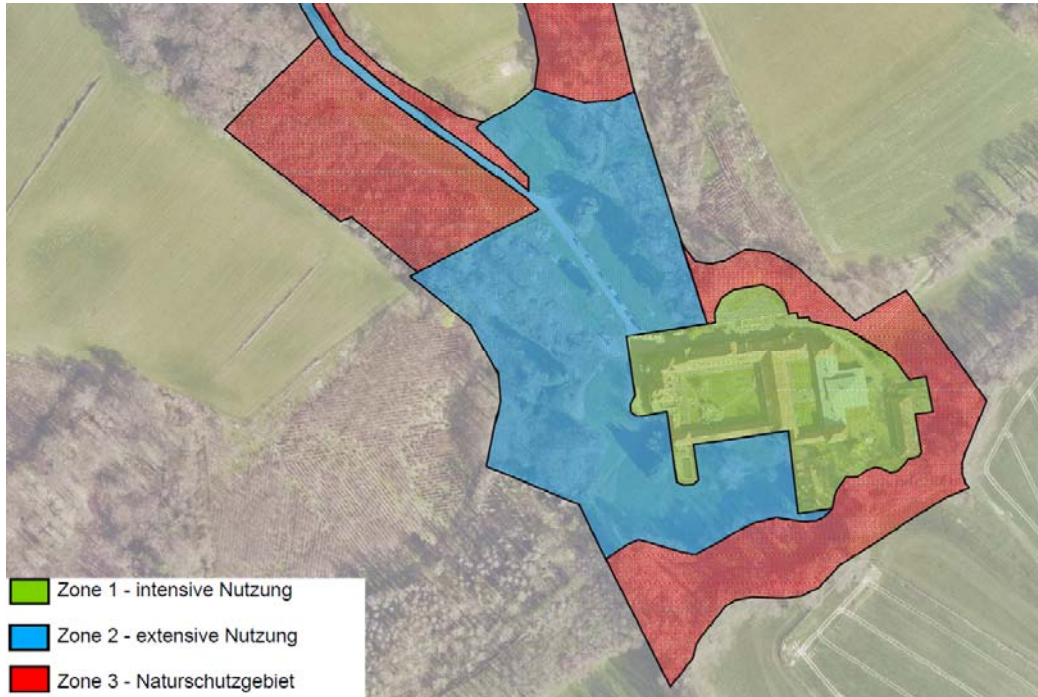 Zone 1 - intensive Nutzung
Zone 2 - extensive Nutzung
Zone 3 - Naturschutzgebiet